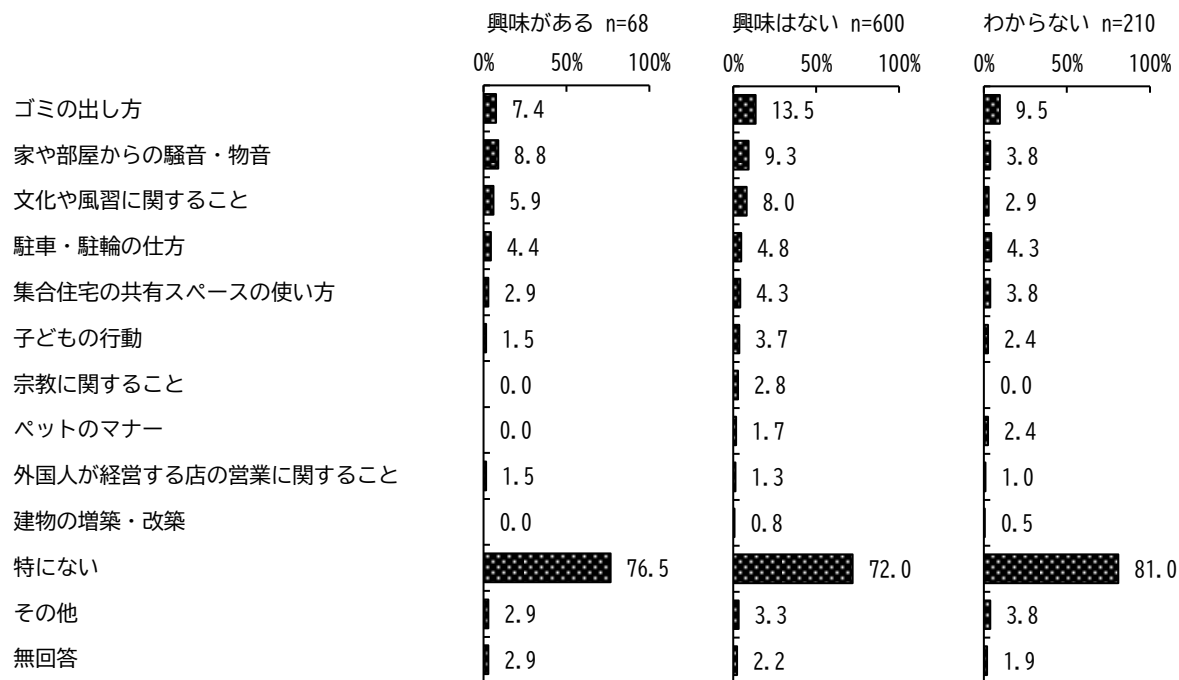 興味がある n=68 興味はない n=600 わからない n=210
0% 50% 100% 0% 50% 100% 0% 50% 100%
ゴミの出し方 7.4 13.5 9.5
家や部屋からの騒音・物音 8.8 9.3 3.8
文化や風習に関すること 5.9 8.0 2.9
駐車・駐輪の仕方 4.4 4.8 4.3
集合住宅の共有スペースの使い方 2.9 4.3 3.8
子どもの行動 1.5 3.7 2.4
宗教に関すること 0.0 2.8 0.0
ペットのマナー 0.0 1.7 2.4
外国人が経営する店の営業に関すること 1.5 1.3 1.0
建物の増築・改築 0.0 0.8 0.5
特にない 76.5 72.0 81.0
その他 2.9 3.3 3.8
無回答 2.9 2.2 1.9